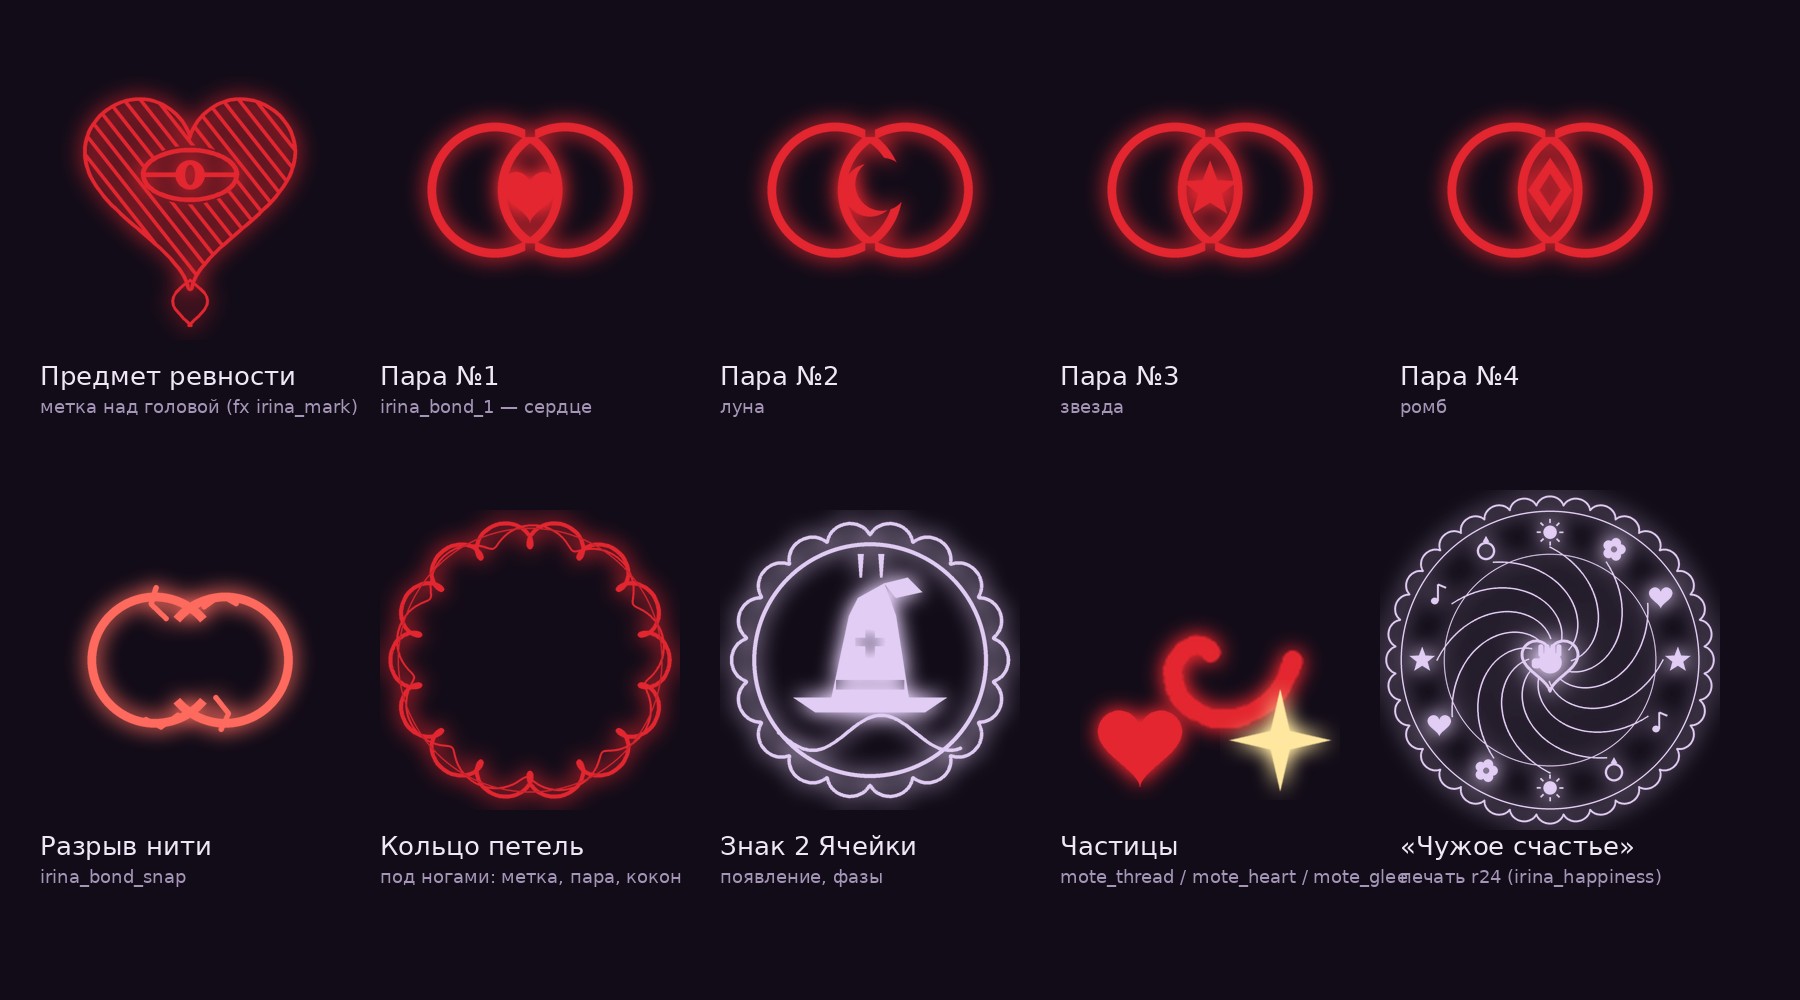 Предмет ревности
метка над головой (fx irina_mark)
Пара №1
irina_bond_1 — сердце
Пара №2
луна
Пара №3
звезда
Пара №4
ромб
Разрыв нити
irina_bond_snap
Кольцо петель
под ногами: метка, пара, кокон
Знак 2 Ячейки
появление, фазы
Частицы
mote_thread / mote_heart / mote_glee
«Чужое счастье»
печать r24 (irina_happiness)